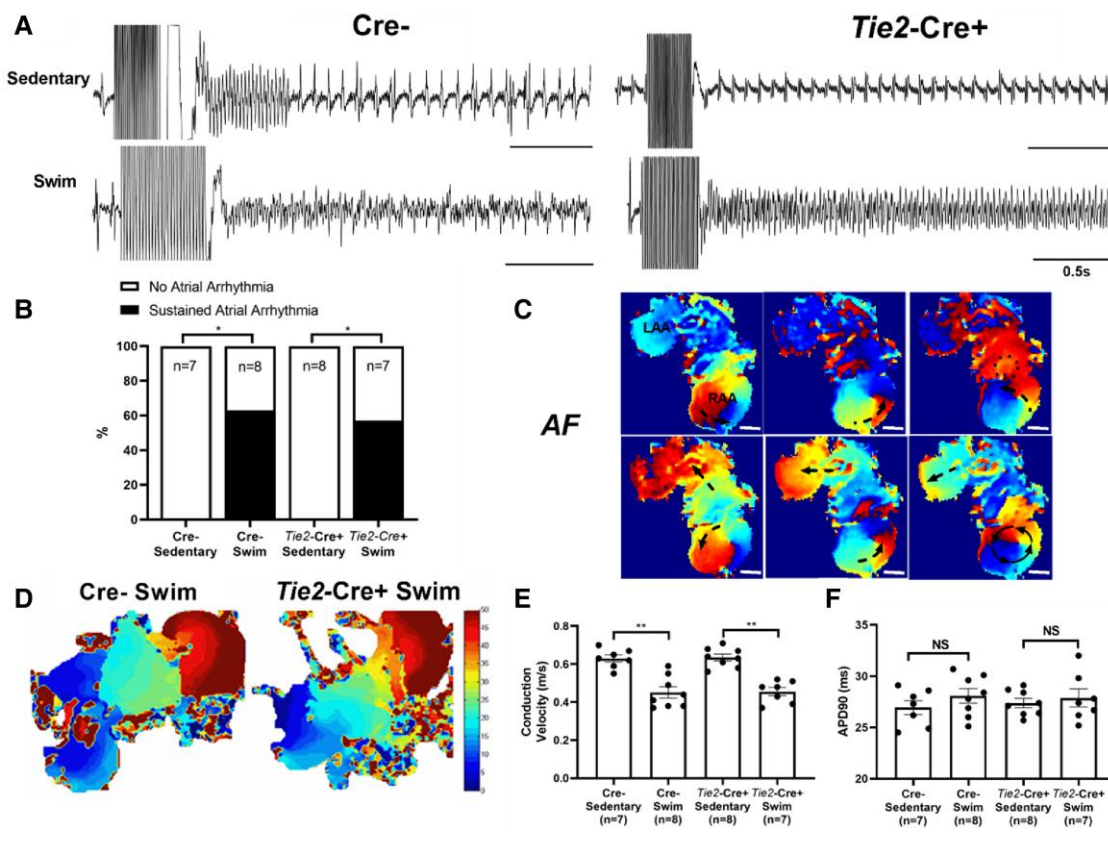 A
Cre-
Tie2-Cre+
Sedentary
Swim
0.5s
B
No Atrial Arrhythmia
Sustained Atrial Arrhythmia
*
*
100
80
60
40
20
0
%
n=7
n=8
n=8
n=7
Cre-
Sedentary
Cre-
Swim
Tie2-Cre+
Sedentary
Tie2-Cre+
Swim
C
AF
LAA
RAA
D
Cre- Swim
Tie2-Cre+ Swim
50
45
40
35
30
25
20
15
10
5
0
E
Conduction
Velocity (m/s)
0.8
0.6
0.4
0.2
0.0
**
**
Cre-
Sedentary
(n=7)
Cre-
Swim
(n=8)
Tie2-Cre+
Sedentary
(n=8)
Tie2-Cre+
Swim
(n=7)
F
APD90 (ms)
35
30
25
20
NS
NS
Cre-
Sedentary
(n=7)
Cre-
Swim
(n=8)
Tie2-Cre+
Sedentary
(n=8)
Tie2-Cre+
Swim
(n=7)